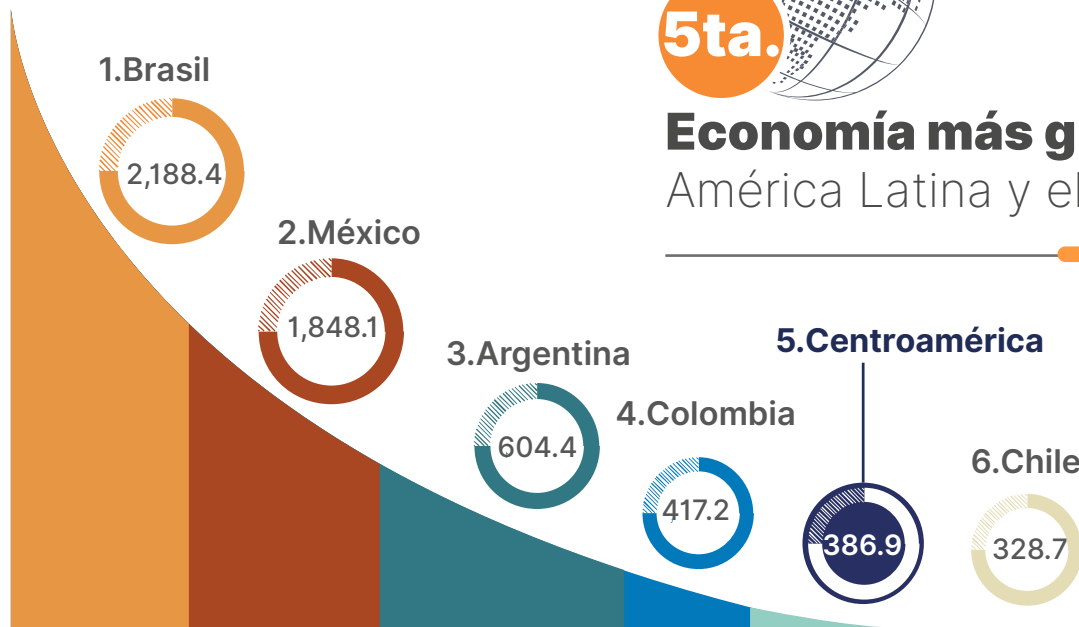 5ta.
Economía más g
América Latina y el
1.Brasil
2,188.4
2.México
1,848.1
3.Argentina
604.4
4.Colombia
417.2
5.Centroamérica
386.9
6.Chile
328.7